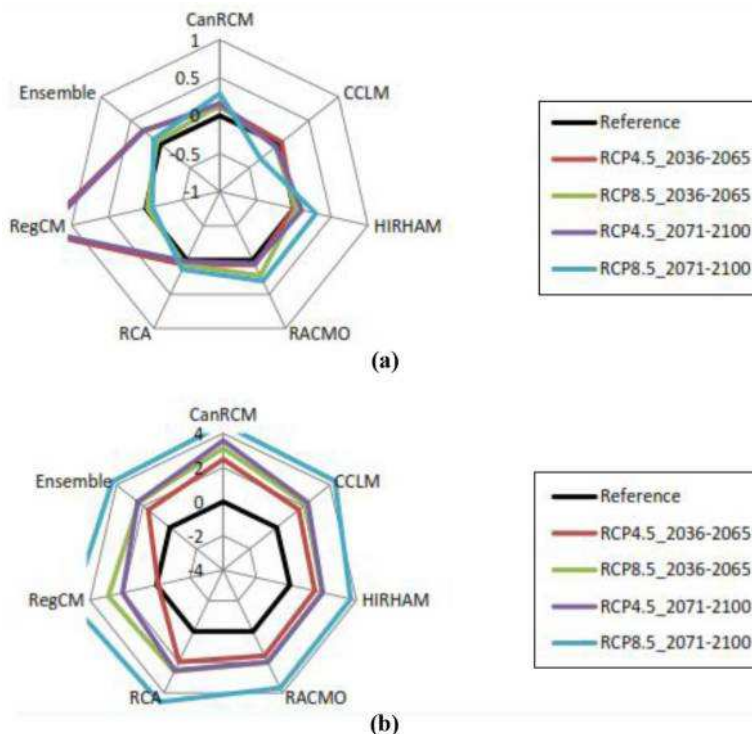 CanRCM
1
0.5
0
-0.5
-1
CCLM
HIRHAM
RACMO
RCA
RegCM
Ensemble
Reference
RCP4.5_2036-2065
RCP8.5_2036-2065
RCP4.5_2071-2100
RCP8.5_2071-2100
(a)
CanRCM
4
2
0
-2
-4
CCLM
HIRHAM
RACMO
RCA
RegCM
Ensemble
Reference
RCP4.5_2036-2065
RCP8.5_2036-2065
RCP4.5_2071-2100
RCP8.5_2071-2100
(b)